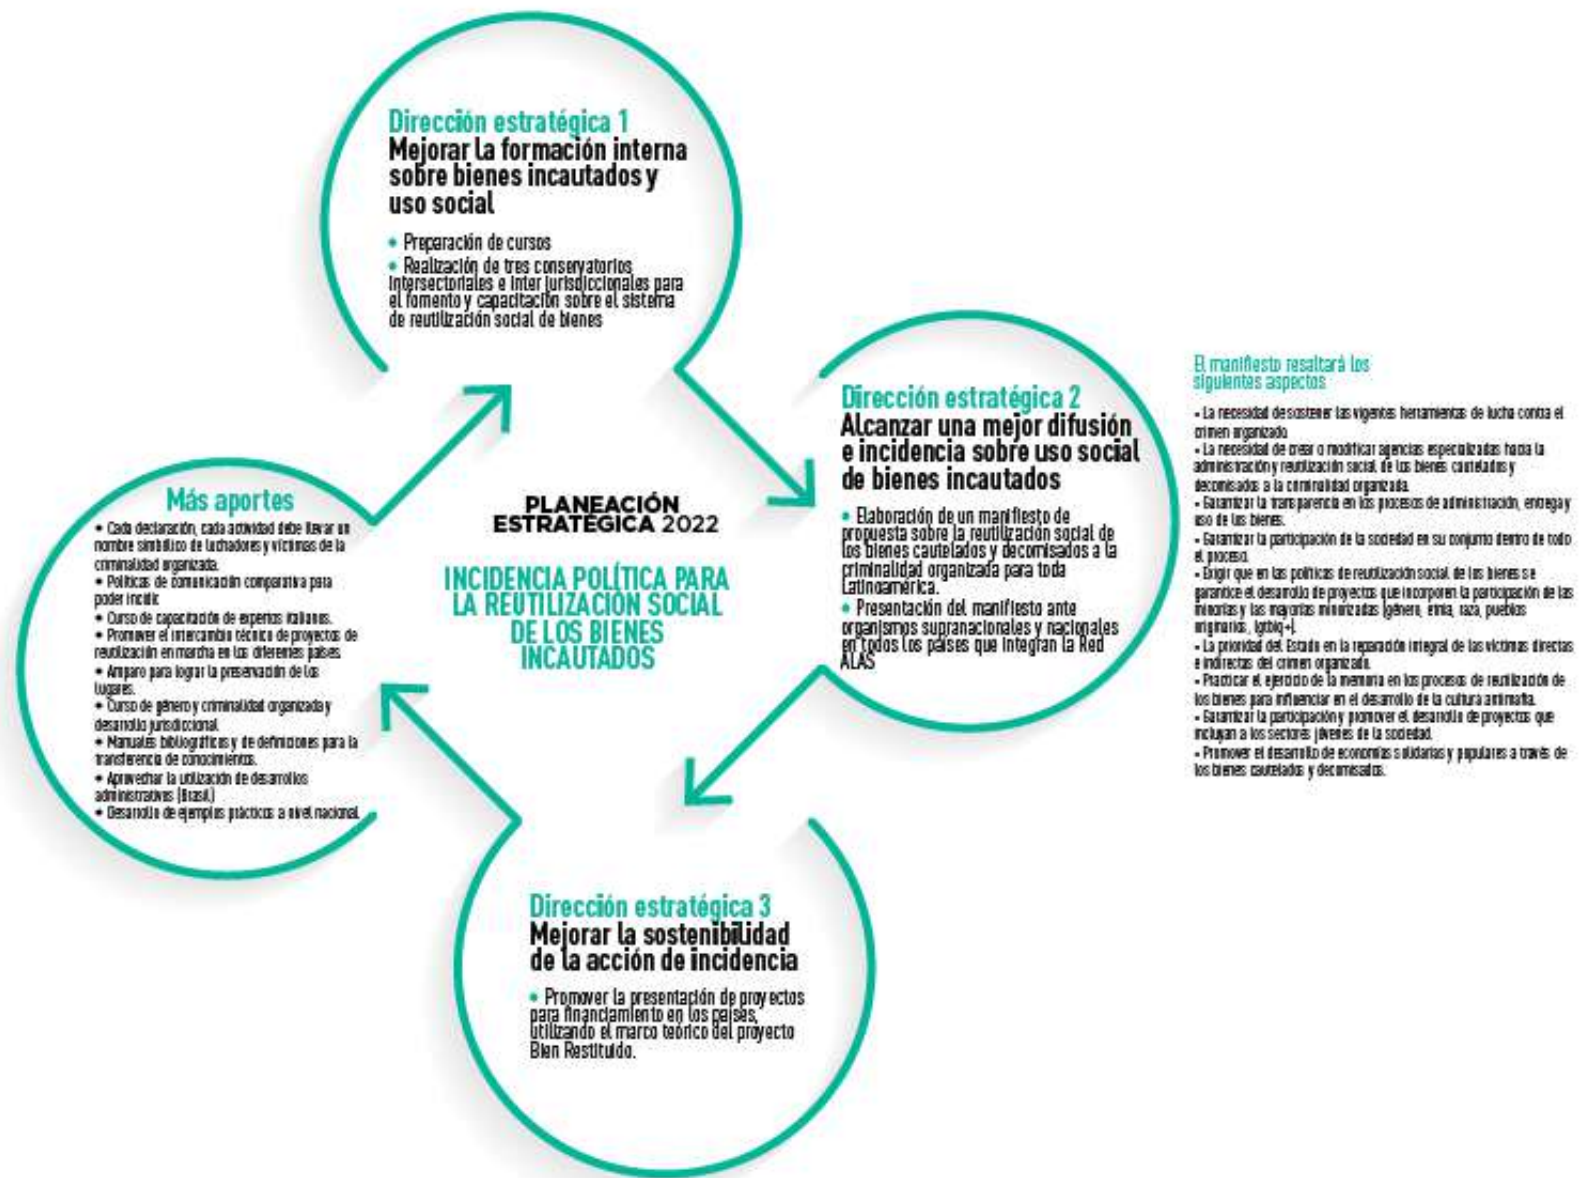 Dirección estratégica 1
Mejorar la formación interna
sobre bienes incautados y
uso social
• Preparación de cursos
• Realización de tres conservatorios
intersectoriales e inter jurisdiccionales para
el fomento y capacitación sobre el sistema
de reutilización social de bienes
Dirección estratégica 2
Alcanzar una mejor difusión
e incidencia sobre uso social
de bienes incautados
• Elaboración de un manifiesto de
propuesta sobre la reutilización social de
los bienes cautelados y decomisados a la
criminalidad organizada para toda
Latinoamérica.
• Presentación del manifiesto ante
organismos supranacionales y nacionales
en todos los países que integran la Red
ALAS
El manifiesto resaltará los
siguientes aspectos
- La necesidad de sostener las vigentes herramientas de lucha contra el
crimen organizado
- La necesidad de crear o modificar agencias especializadas hacia la
administración y reutilización social de los bienes cautelados y
decomisados a la criminalidad organizada.
- Garantizar la transparencia en los procesos de administración, entrega y
uso de los bienes.
- Garantizar la participación de la sociedad en su conjunto dentro de todo
el proceso.
- Exigir que en las políticas de reutilización social de los bienes se
garantice el desarrollo de proyectos que incorporen la participación de las
minorías y las mayorías minorizadas (género, etnia, raza, pueblos
originarios, lgtbiq+).
- La prioridad del Estado en la reparación integral de las víctimas directas
e indirectas del crimen organizado.
- Practicar el ejercicio de la memoria en los procesos de reutilización de
los bienes para influenciar en el desarrollo de la cultura antimafia.
- Garantizar la participación y promover el desarrollo de proyectos que
incluyan a los sectores jóvenes de la sociedad.
- Promover el desarrollo de economías solidarias y populares a través de
los bienes cautelados y decomisados.
PLANEACIÓN
ESTRATÉGICA 2022
INCIDENCIA POLÍTICA PARA
LA REUTILIZACIÓN SOCIAL
DE LOS BIENES
INCAUTADOS
Más aportes
• Cada declaración, cada actividad debe llevar un
nombre simbólico de luchadores y víctimas de la
criminalidad organizada.
• Políticas de comunicación comparativa para
poder incidir.
• Curso de capacitación de expertos italianos.
• Promover el intercambio técnico de proyectos de
reutilización en marcha en los diferentes países.
• Amparo para lograr la preservación de los
lugares.
• Curso de género y criminalidad organizada y
desarrollo jurisdiccional.
• Manuales bibliográficos y de definiciones para la
transferencia de conocimientos.
• Aprovechar la utilización de desarrollos
administrativos (Brasil)
• Desarrollo de ejemplos prácticos a nivel nacional.
Dirección estratégica 3
Mejorar la sostenibilidad
de la acción de incidencia
• Promover la presentación de proyectos
para financiamiento en los países,
utilizando el marco teórico del proyecto
Bien Restituido.